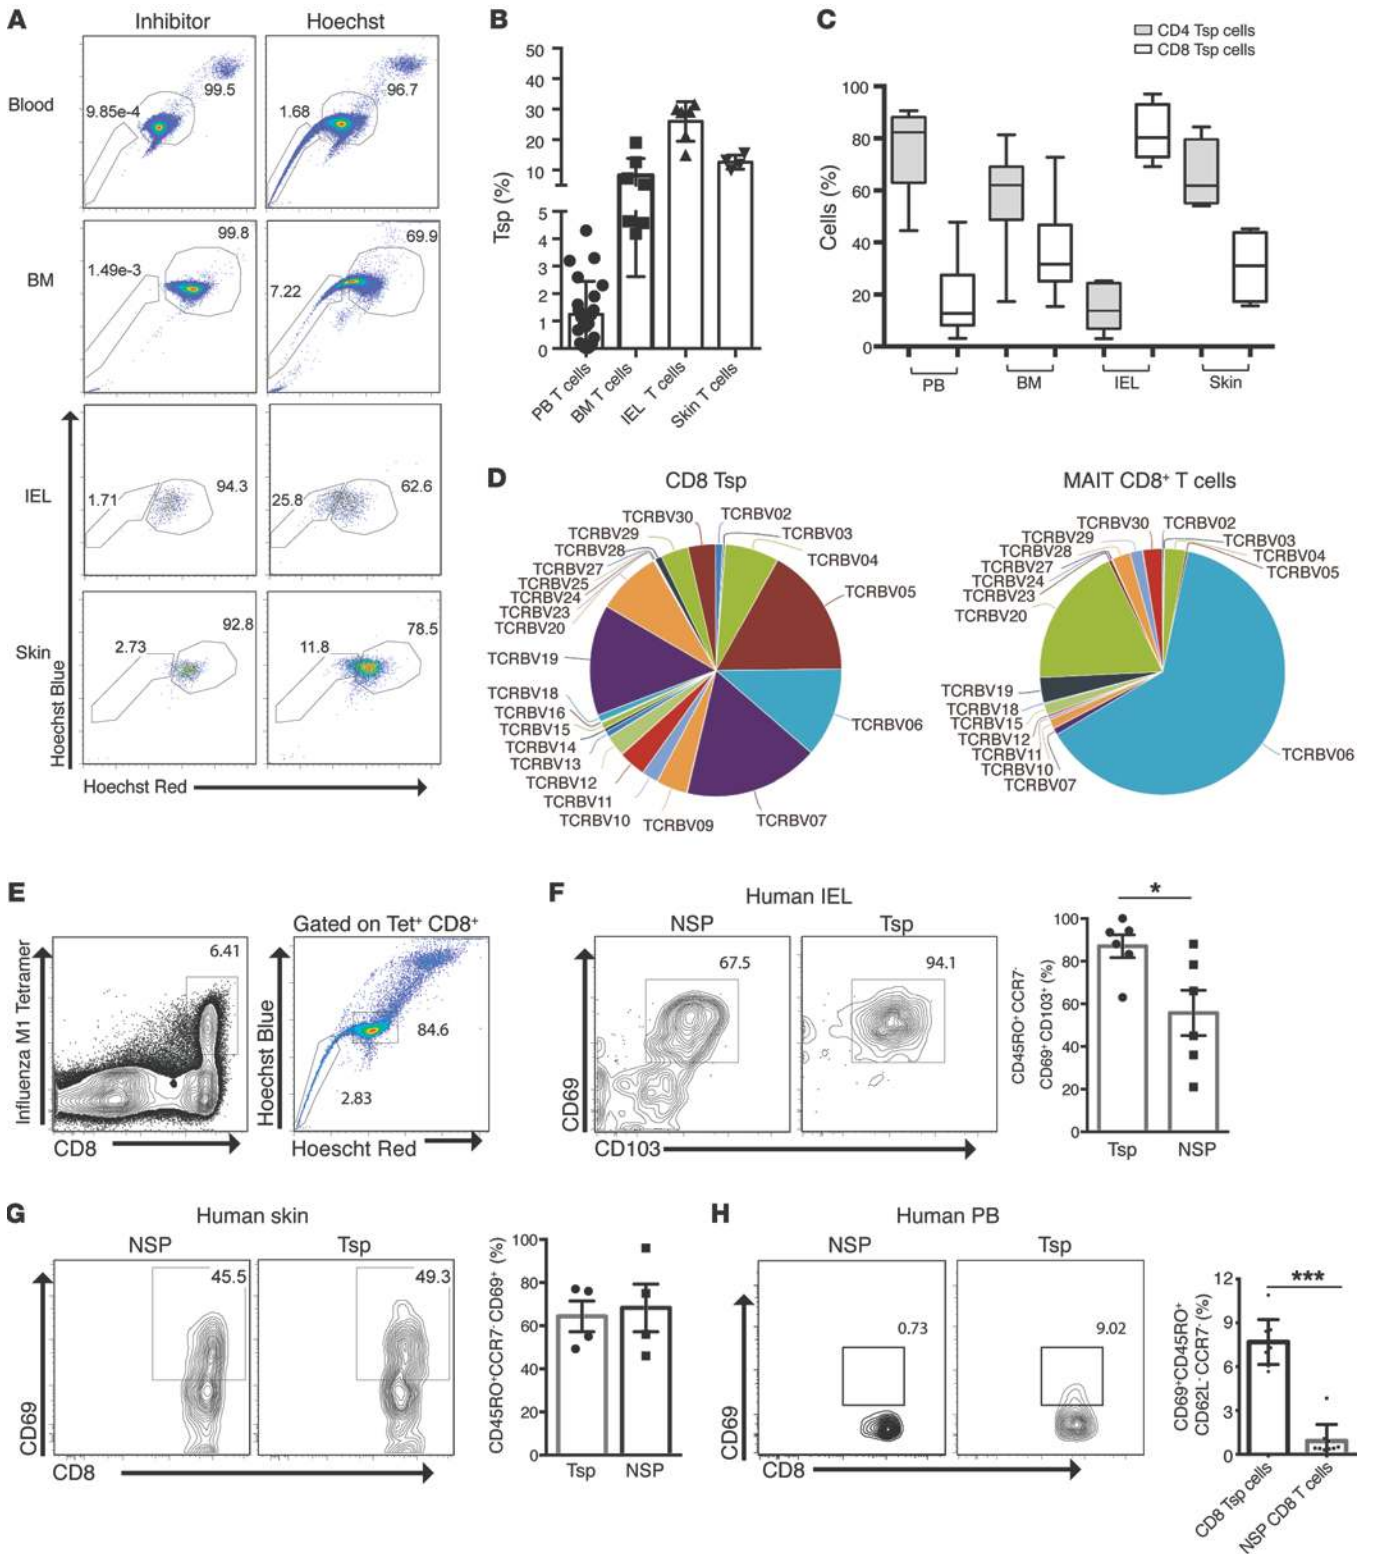 A
Inhibitor
Hoechst
Blood
9.85e-4
99.5
1.68
96.7
BM
1.49e-3
99.8
7.22
69.9
IEL
1.71
94.3
25.8
62.6
Skin
2.73
92.8
11.8
78.5
Hoechst Blue
Hoechst Red
B
Tsp (%)
50
40
30
20
10
5
4
3
2
1
0
PB T cells
BM T cells
IEL T cells
Skin T cells
C
CD4 Tsp cells
CD8 Tsp cells
Cells (%)
100
80
60
40
20
0
PB
BM
IEL
Skin
D
CD8 Tsp
TCRBV30
TCRBV02
TCRBV29
TCRBV03
TCRBV28
TCRBV04
TCRBV27
TCRBV25
TCRBV05
TCRBV24
TCRBV23
TCRBV20
TCRBV19
TCRBV18
TCRBV16
TCRBV06
TCRBV15
TCRBV14
TCRBV13
TCRBV12
TCRBV11
TCRBV10
TCRBV09
TCRBV07
MAIT CD8⁺ T cells
TCRBV30
TCRBV02
TCRBV29
TCRBV03
TCRBV28
TCRBV04
TCRBV27
TCRBV05
TCRBV24
TCRBV23
TCRBV20
TCRBV19
TCRBV18
TCRBV15
TCRBV12
TCRBV11
TCRBV06
TCRBV10
TCRBV07
E
Influenza M1 Tetramer
6.41
CD8
Gated on Tet⁺ CD8⁺
Hoechst Blue
84.6
2.83
Hoescht Red
F
Human IEL
NSP
Tsp
67.5
94.1
CD69
CD103
*
CD45RO⁺ CCR7⁻
CD69⁺ CD103⁺ (%)
100
80
60
40
20
0
Tsp
NSP
G
Human skin
NSP
Tsp
45.5
49.3
CD69
CD8
CD45RO⁺CCR7⁻ CD69⁺ (%)
100
80
60
40
20
0
Tsp
NSP
H
Human PB
NSP
Tsp
0.73
9.02
CD69
CD8
***
CD69⁺CD45RO⁺
CD62L⁻ CCR7⁻ (%)
12
9
6
3
0
CD8 Tsp cells
NSP CD8 T cells